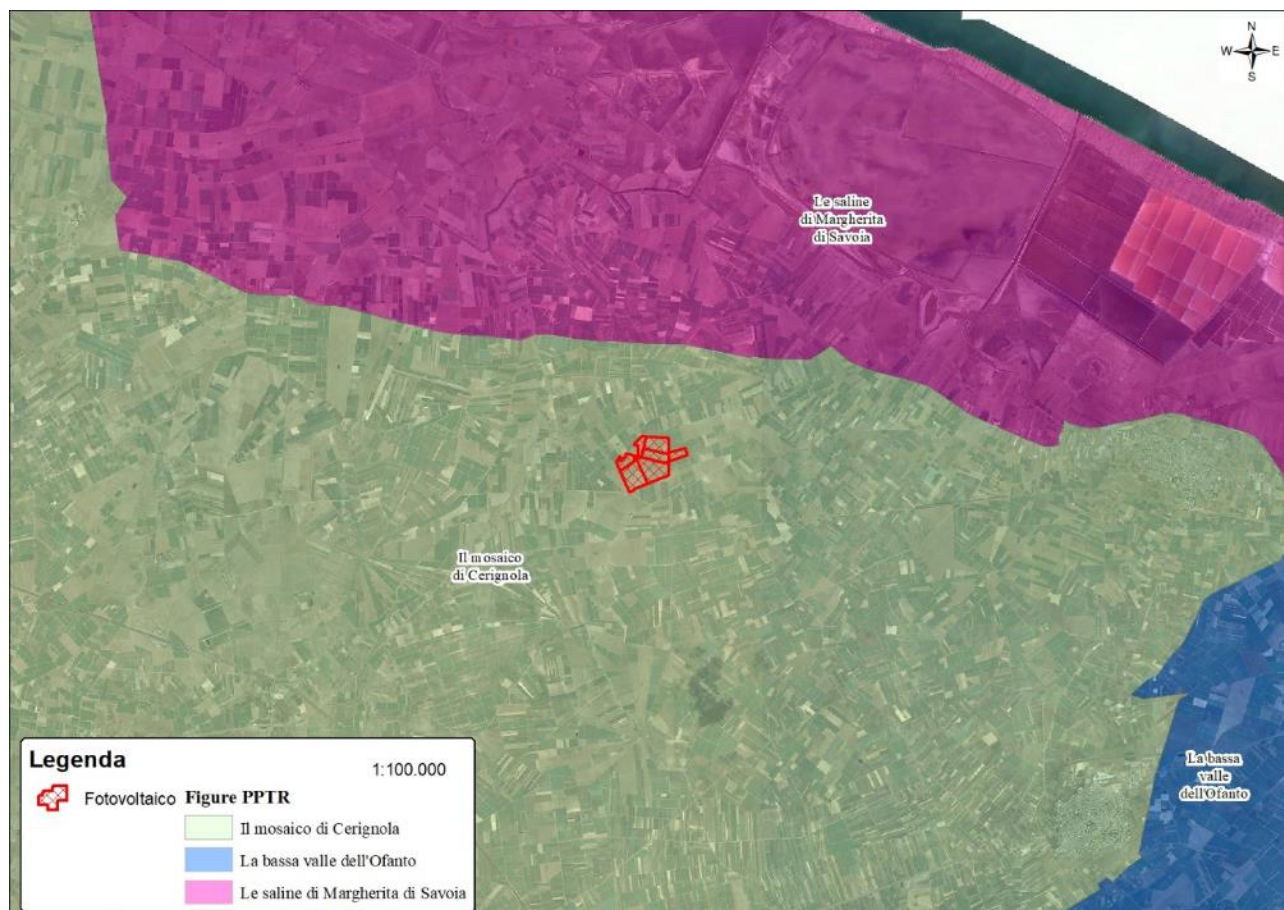 N
W E
S
Le saline
di Margherita
di Savoia
Il mosaico
di Cerignola
La bassa
valle
dell'Ofanto
Legenda
1:100.000
Fotovoltaico Figure PPTR
Il mosaico di Cerignola
La bassa valle dell'Ofanto
Le saline di Margherita di Savoia